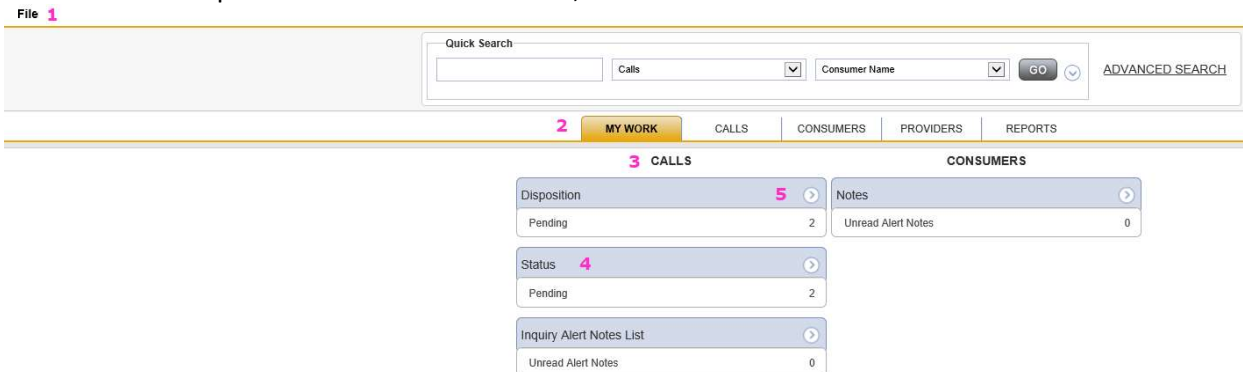 File 1
Quick Search
Calls Consumer Name GO ADVANCED SEARCH
2 MY WORK CALLS CONSUMERS PROVIDERS REPORTS
3 CALLS CONSUMERS
Disposition 5 Notes
Pending 2 Unread Alert Notes 0
Status 4
Pending 2
Inquiry Alert Notes List
Unread Alert Notes 0